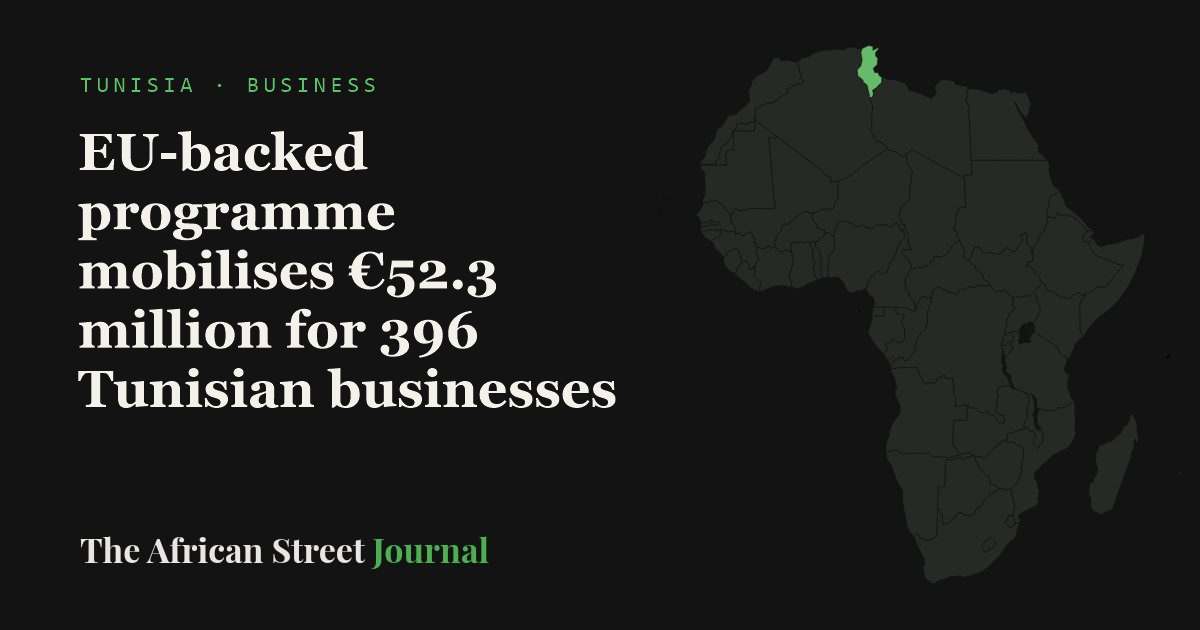 TUNISIA · BUSINESS
EU-backed
programme
mobilises €52.3
million for 396
Tunisian businesses
The African Street Journal